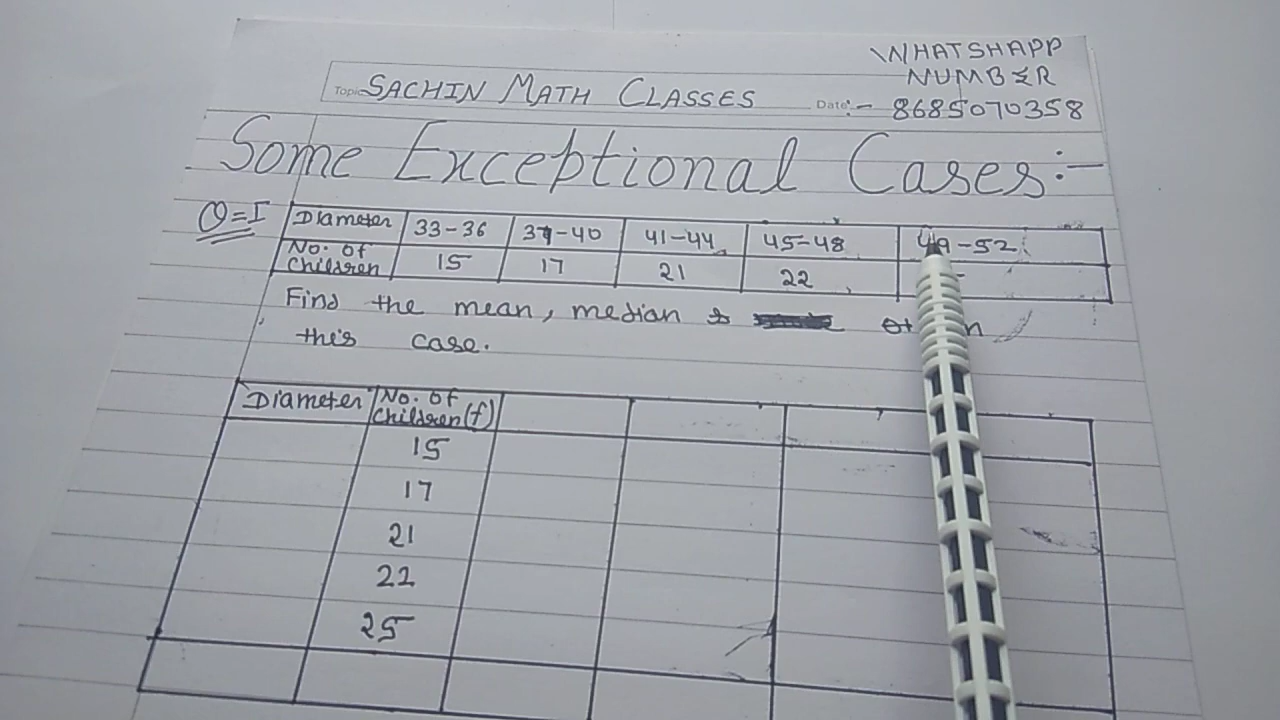 WHATSHAPP
NUMBER
Topic SACHIN MATH CLASSES Date:- 8685070358
Some Exceptional Cases:-
Q=I Diameter 33-36 37-40 41-44 45-48 49-52
No. of Children 15 17 21 22
Find the mean, median &
this case.
Diameter No. of Children(f)
15
17
21
22
25